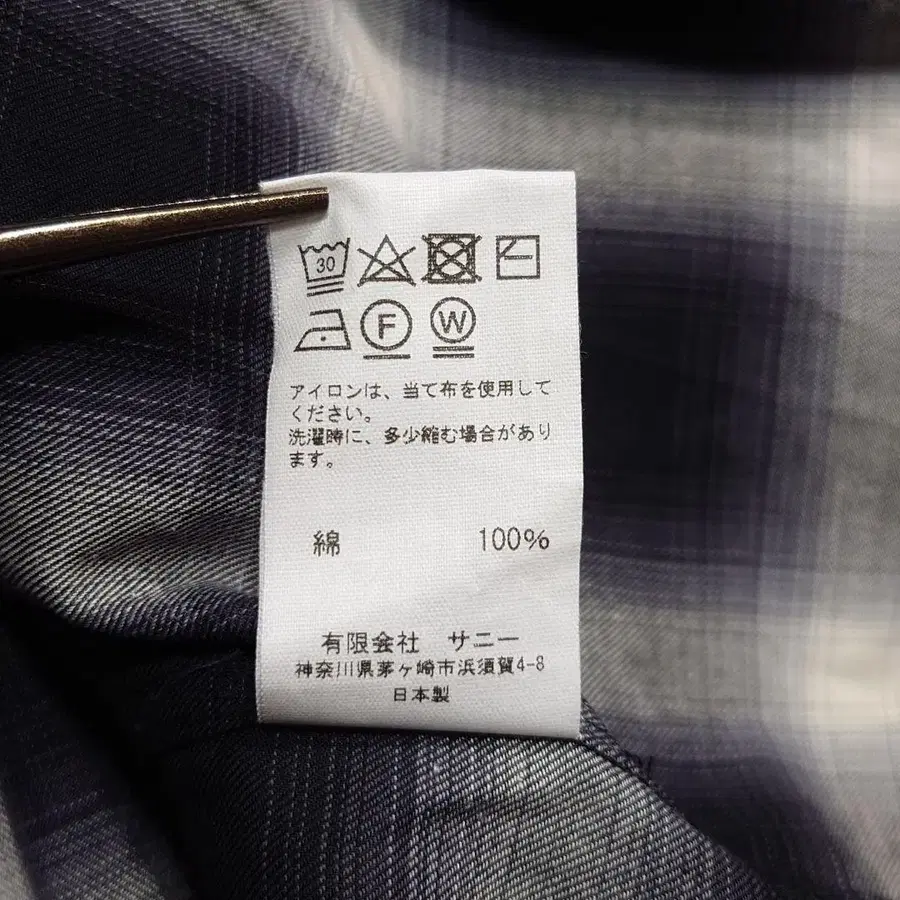 30
F W
アイロンは、当て布を使用して
ください。
洗濯時に、多少縮む場合があり
ます。
綿 100%
有限会社 サニー
神奈川県茅ヶ崎市浜須賀4-8
日本製